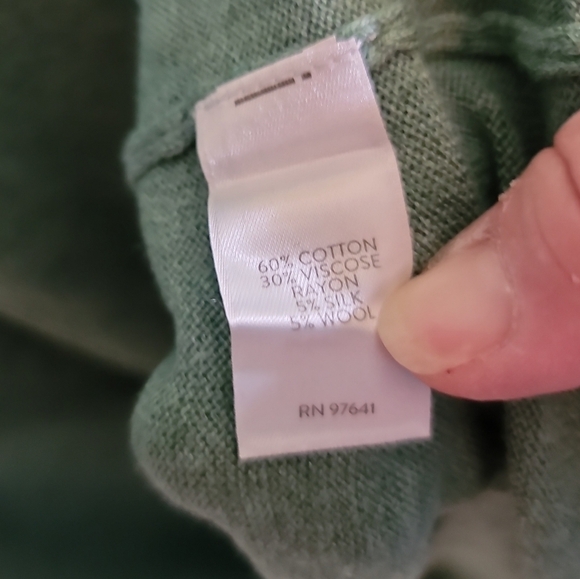 60% COTTON
30% VISCOSE
RAYON
5% SILK
5% WOOL
RN 97641